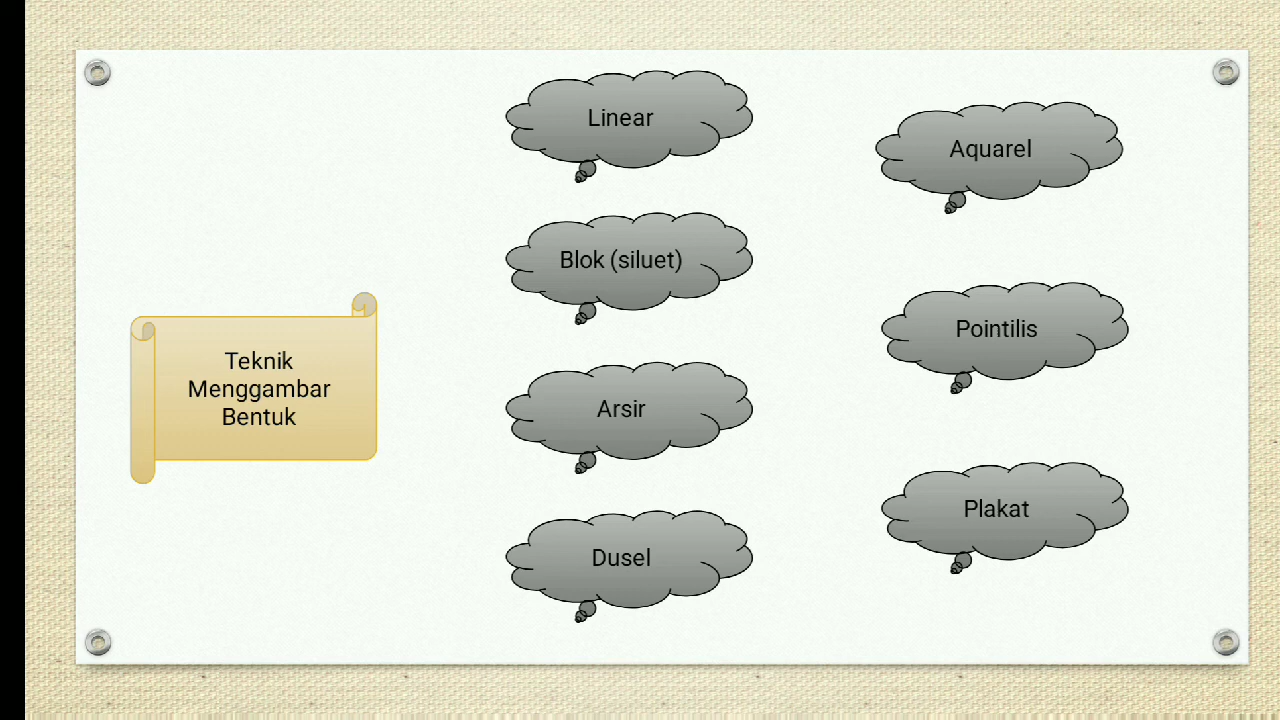 Teknik
Menggambar
Bentuk
Linear
Blok (siluet)
Arsir
Dusel
Aquarel
Pointilis
Plakat